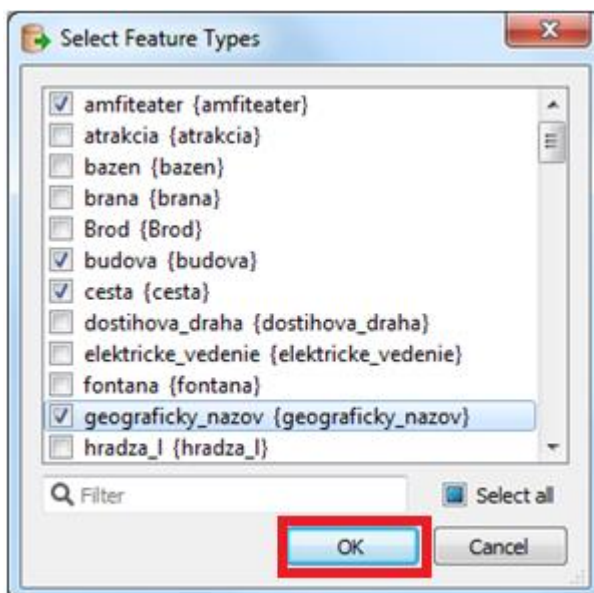 Select Feature Types
amfiteater {amfiteater}
atrakcia {atrakcia}
bazen {bazen}
brana {brana}
Brod {Brod}
budova {budova}
cesta {cesta}
dostihova_draha {dostihova_draha}
elektricke_vedenie {elektricke_vedenie}
fontana {fontana}
geograficky_nazov {geograficky_nazov}
hradza_l {hradza_l}
Filter
Select all
OK
Cancel